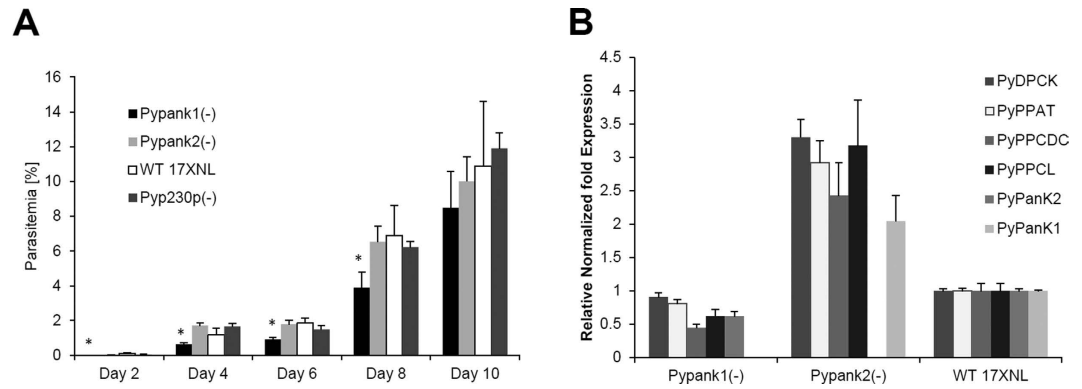 A
Parasitemia [%]
16
14
12
10
8
6
4
2
0
Pypank1(-)
Pypank2(-)
WT 17XNL
Pyp230p(-)
*
*
*
*
Day 2
Day 4
Day 6
Day 8
Day 10
B
Relative Normalized fold Expression
4.5
4
3.5
3
2.5
2
1.5
1
0.5
0
PyDPCK
PyPPAT
PyPPCDC
PyPPCL
PyPanK2
PyPanK1
Pypank1(-)
Pypank2(-)
WT 17XNL